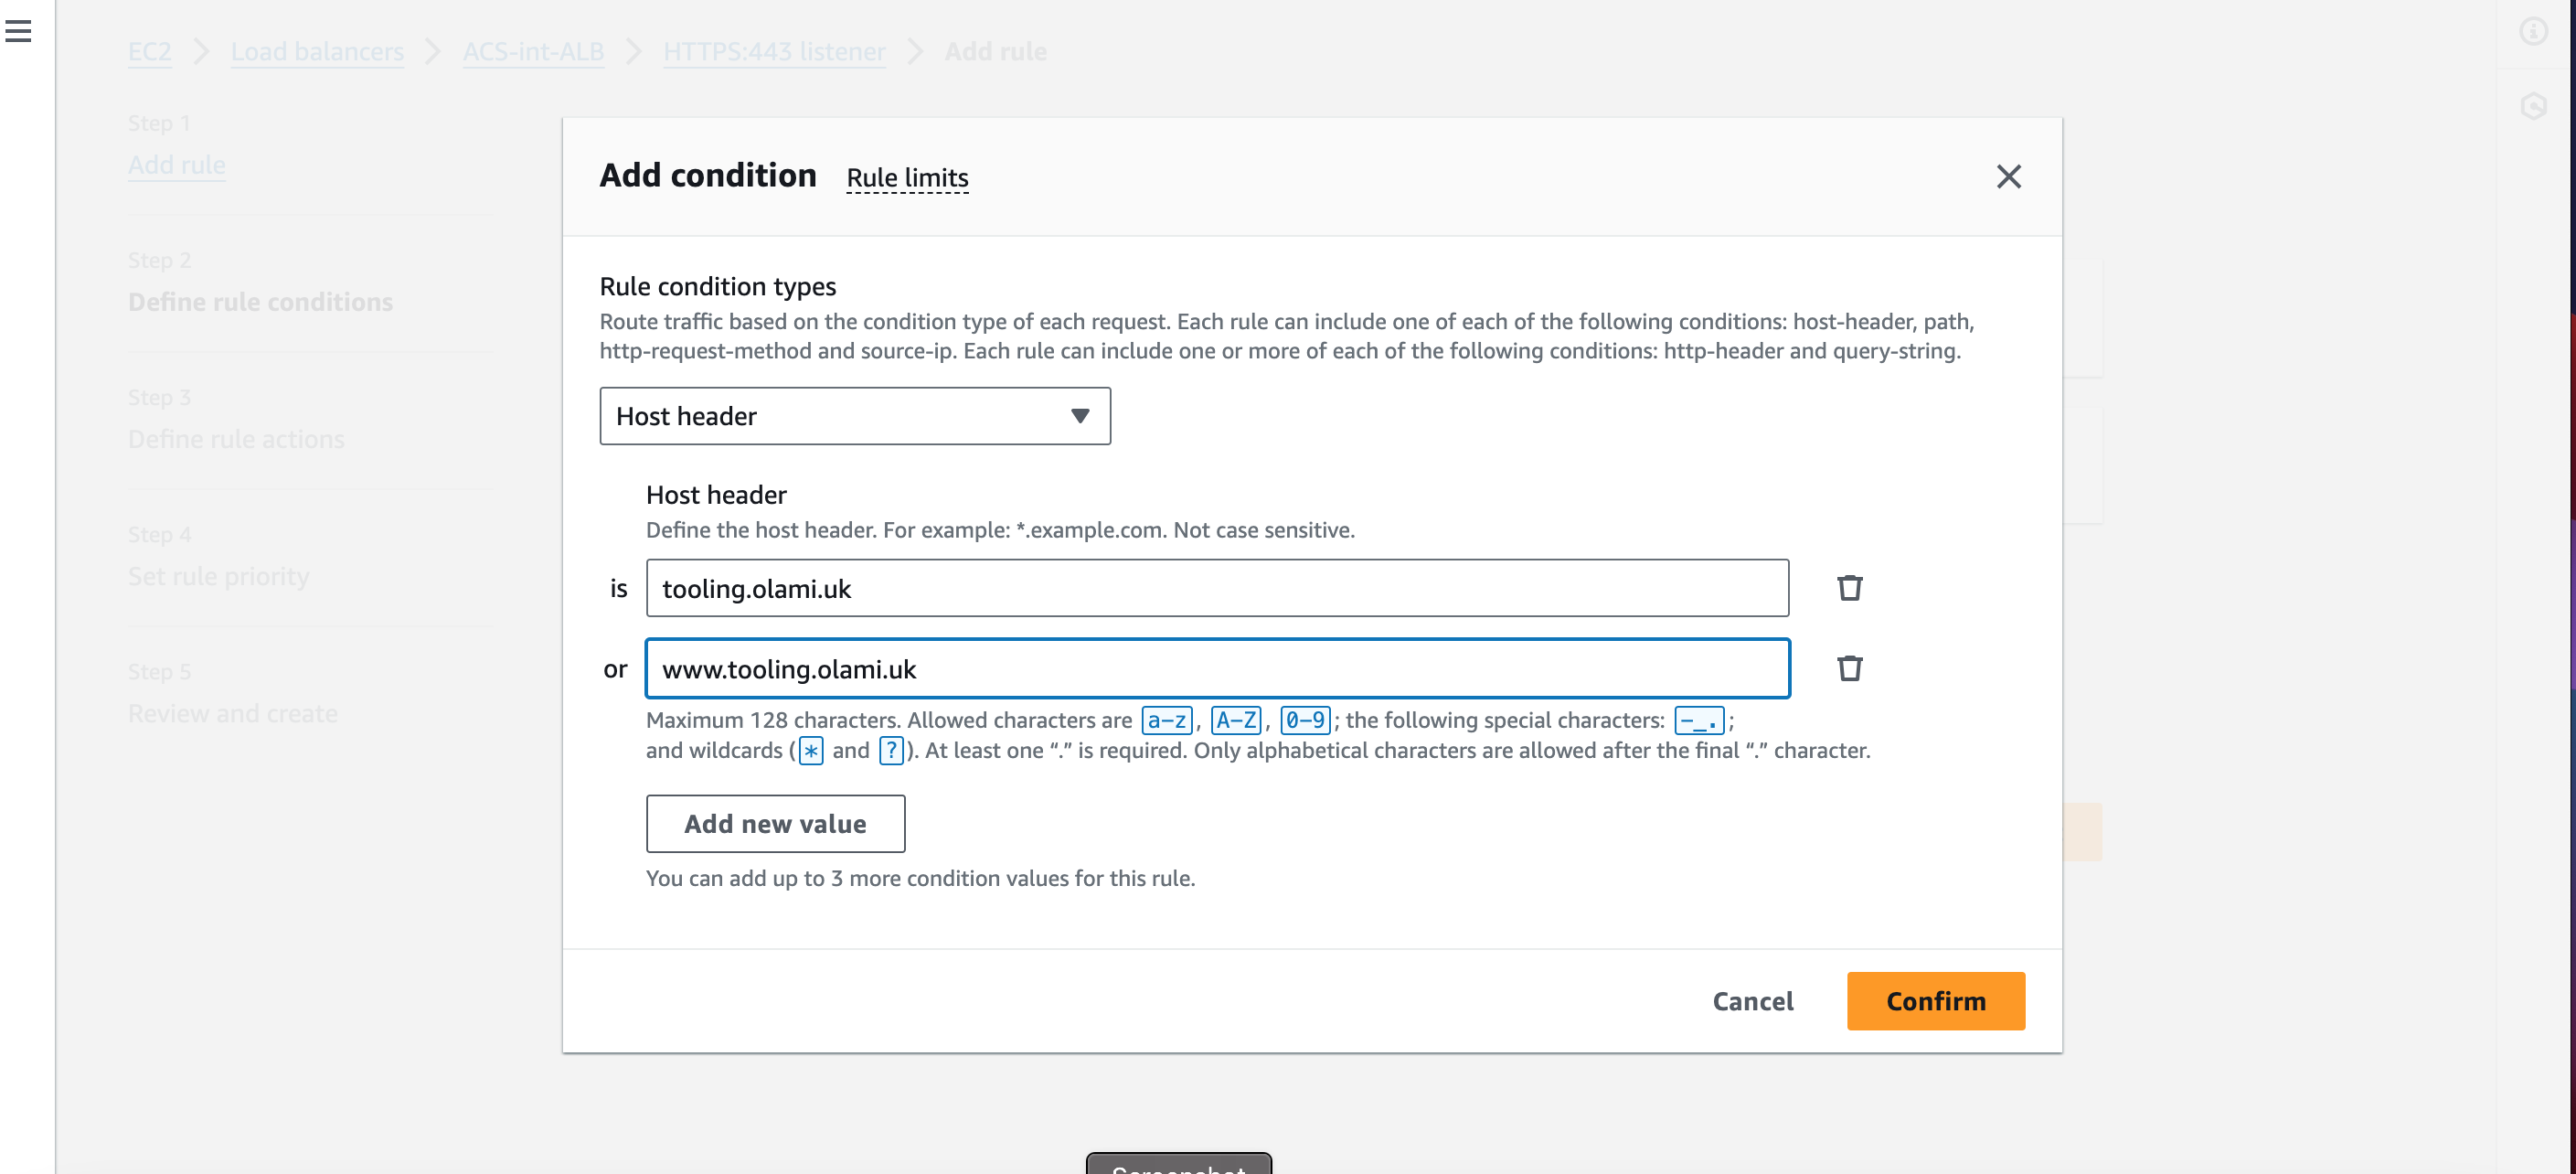 EC2 Load balancers ACS-int-ALB HTTPS:443 listener Add rule
Step 1
Add rule
Step 2
Define rule conditions
Step 3
Define rule actions
Step 4
Set rule priority
Step 5
Review and create
Add condition Rule limits
Rule condition types
Route traffic based on the condition type of each request. Each rule can include one of each of the following conditions: host-header, path,
http-request-method and source-ip. Each rule can include one or more of each of the following conditions: http-header and query-string.
Host header
Host header
Define the host header. For example: *.example.com. Not case sensitive.
is tooling.olami.uk
or www.tooling.olami.uk
Maximum 128 characters. Allowed characters are a-z, A-Z, 0-9; the following special characters: -_.;
and wildcards (* and ?). At least one “.” is required. Only alphabetical characters are allowed after the final “.” character.
Add new value
You can add up to 3 more condition values for this rule.
Cancel Confirm
Screenshot